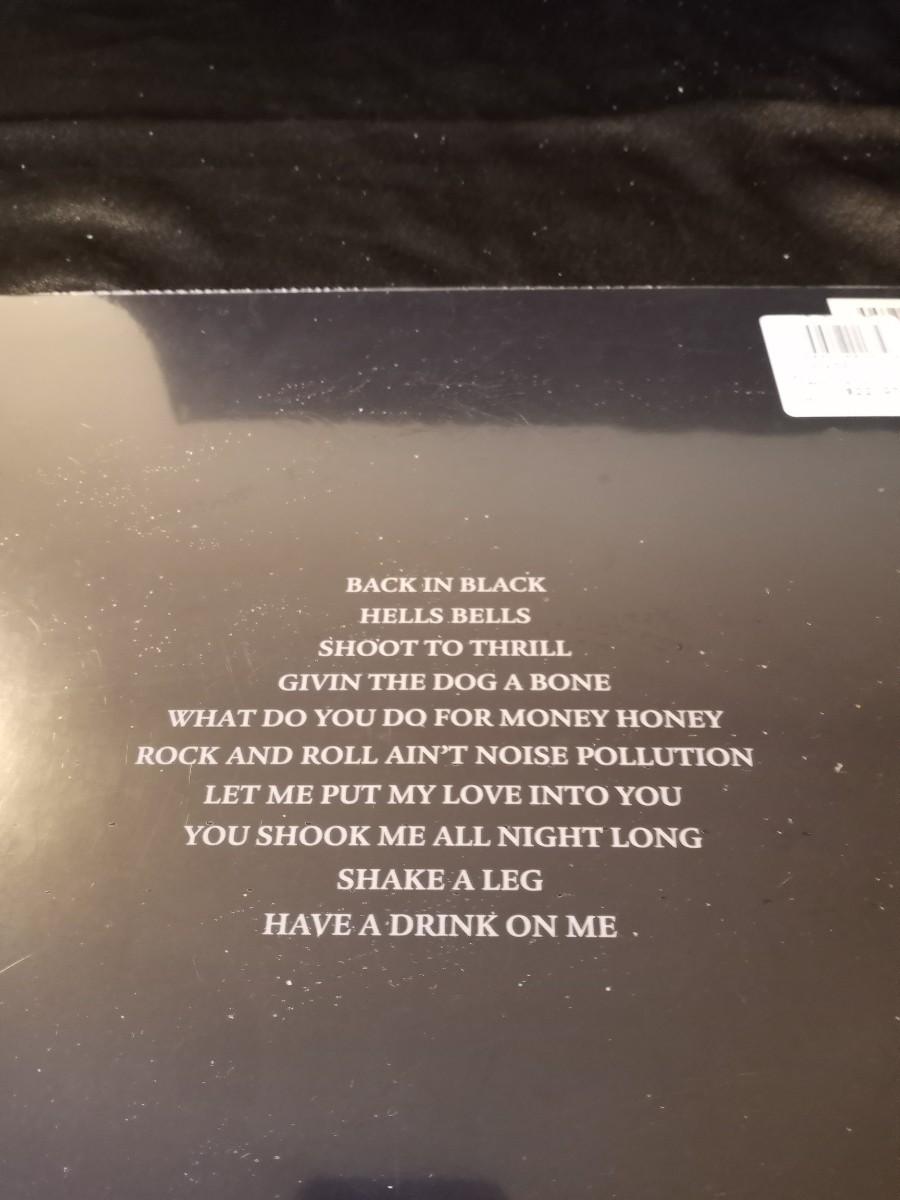 BACK IN BLACK
HELLS BELLS
SHOOT TO THRILL
GIVIN THE DOG A BONE
WHAT DO YOU DO FOR MONEY HONEY
ROCK AND ROLL AIN'T NOISE POLLUTION
LET ME PUT MY LOVE INTO YOU
YOU SHOOK ME ALL NIGHT LONG
SHAKE A LEG
HAVE A DRINK ON ME